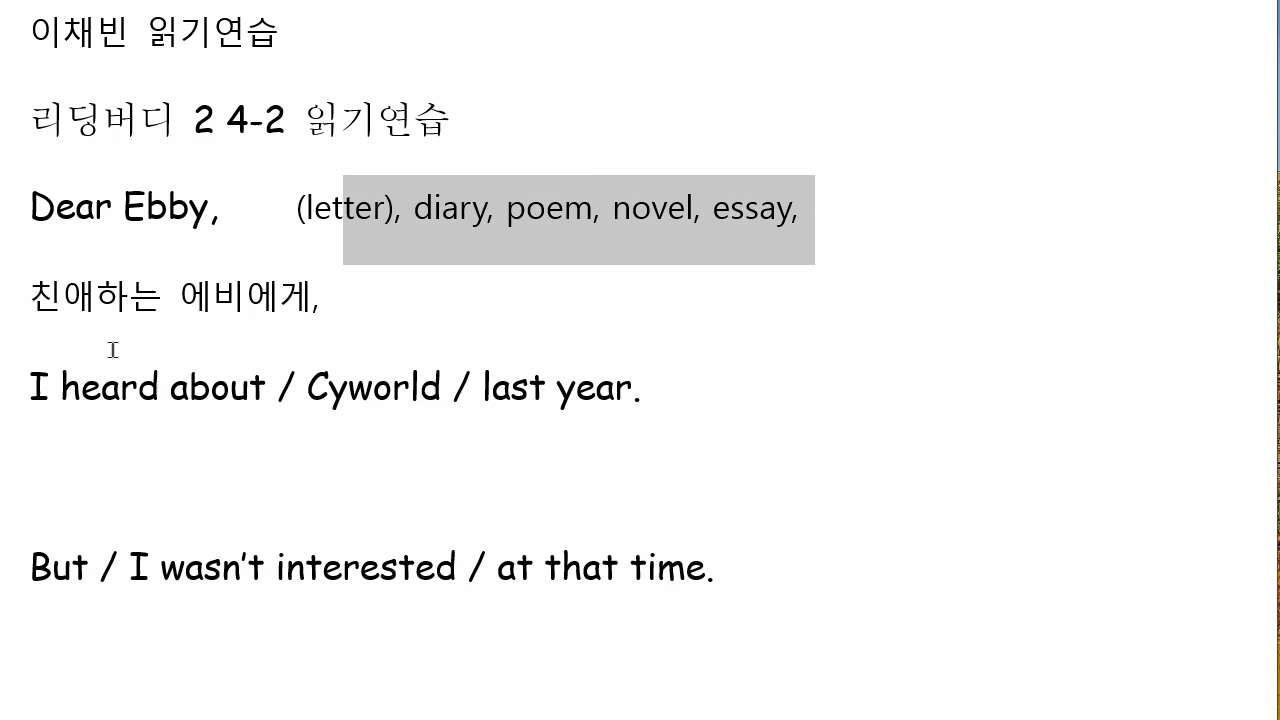 이채빈 읽기연습
리딩버디 2 4-2 읽기연습
Dear Ebby, (letter), diary, poem, novel, essay,
친애하는 에비에게,
I heard about / Cyworld / last year.
But / I wasn't interested / at that time.